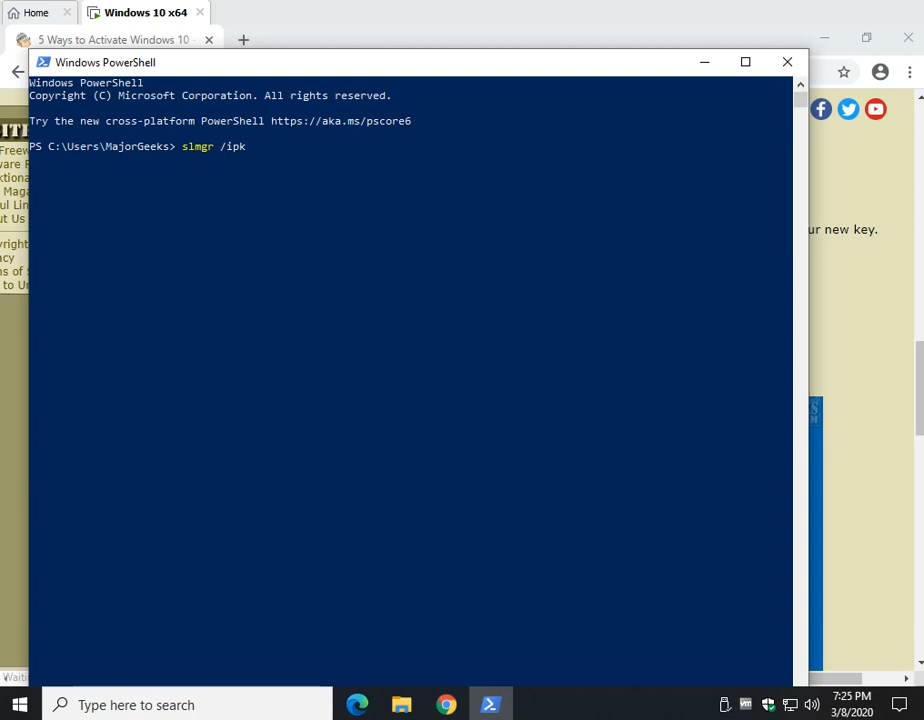 Home
Windows 10 x64
5 Ways to Activate Windows 10 -
Windows PowerShell
Windows PowerShell
Copyright (C) Microsoft Corporation. All rights reserved.
Try the new cross-platform PowerShell https://aka.ms/pscore6
PS C:\Users\MajorGeeks> slmgr /ipk
ur new key.
Type here to search
7:25 PM
3/8/2020